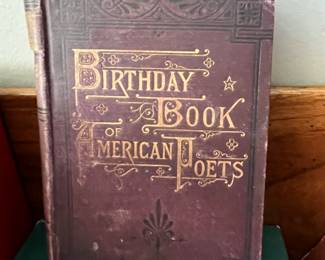 BIRTHDAY
BOOK
OF
AMERICAN POETS